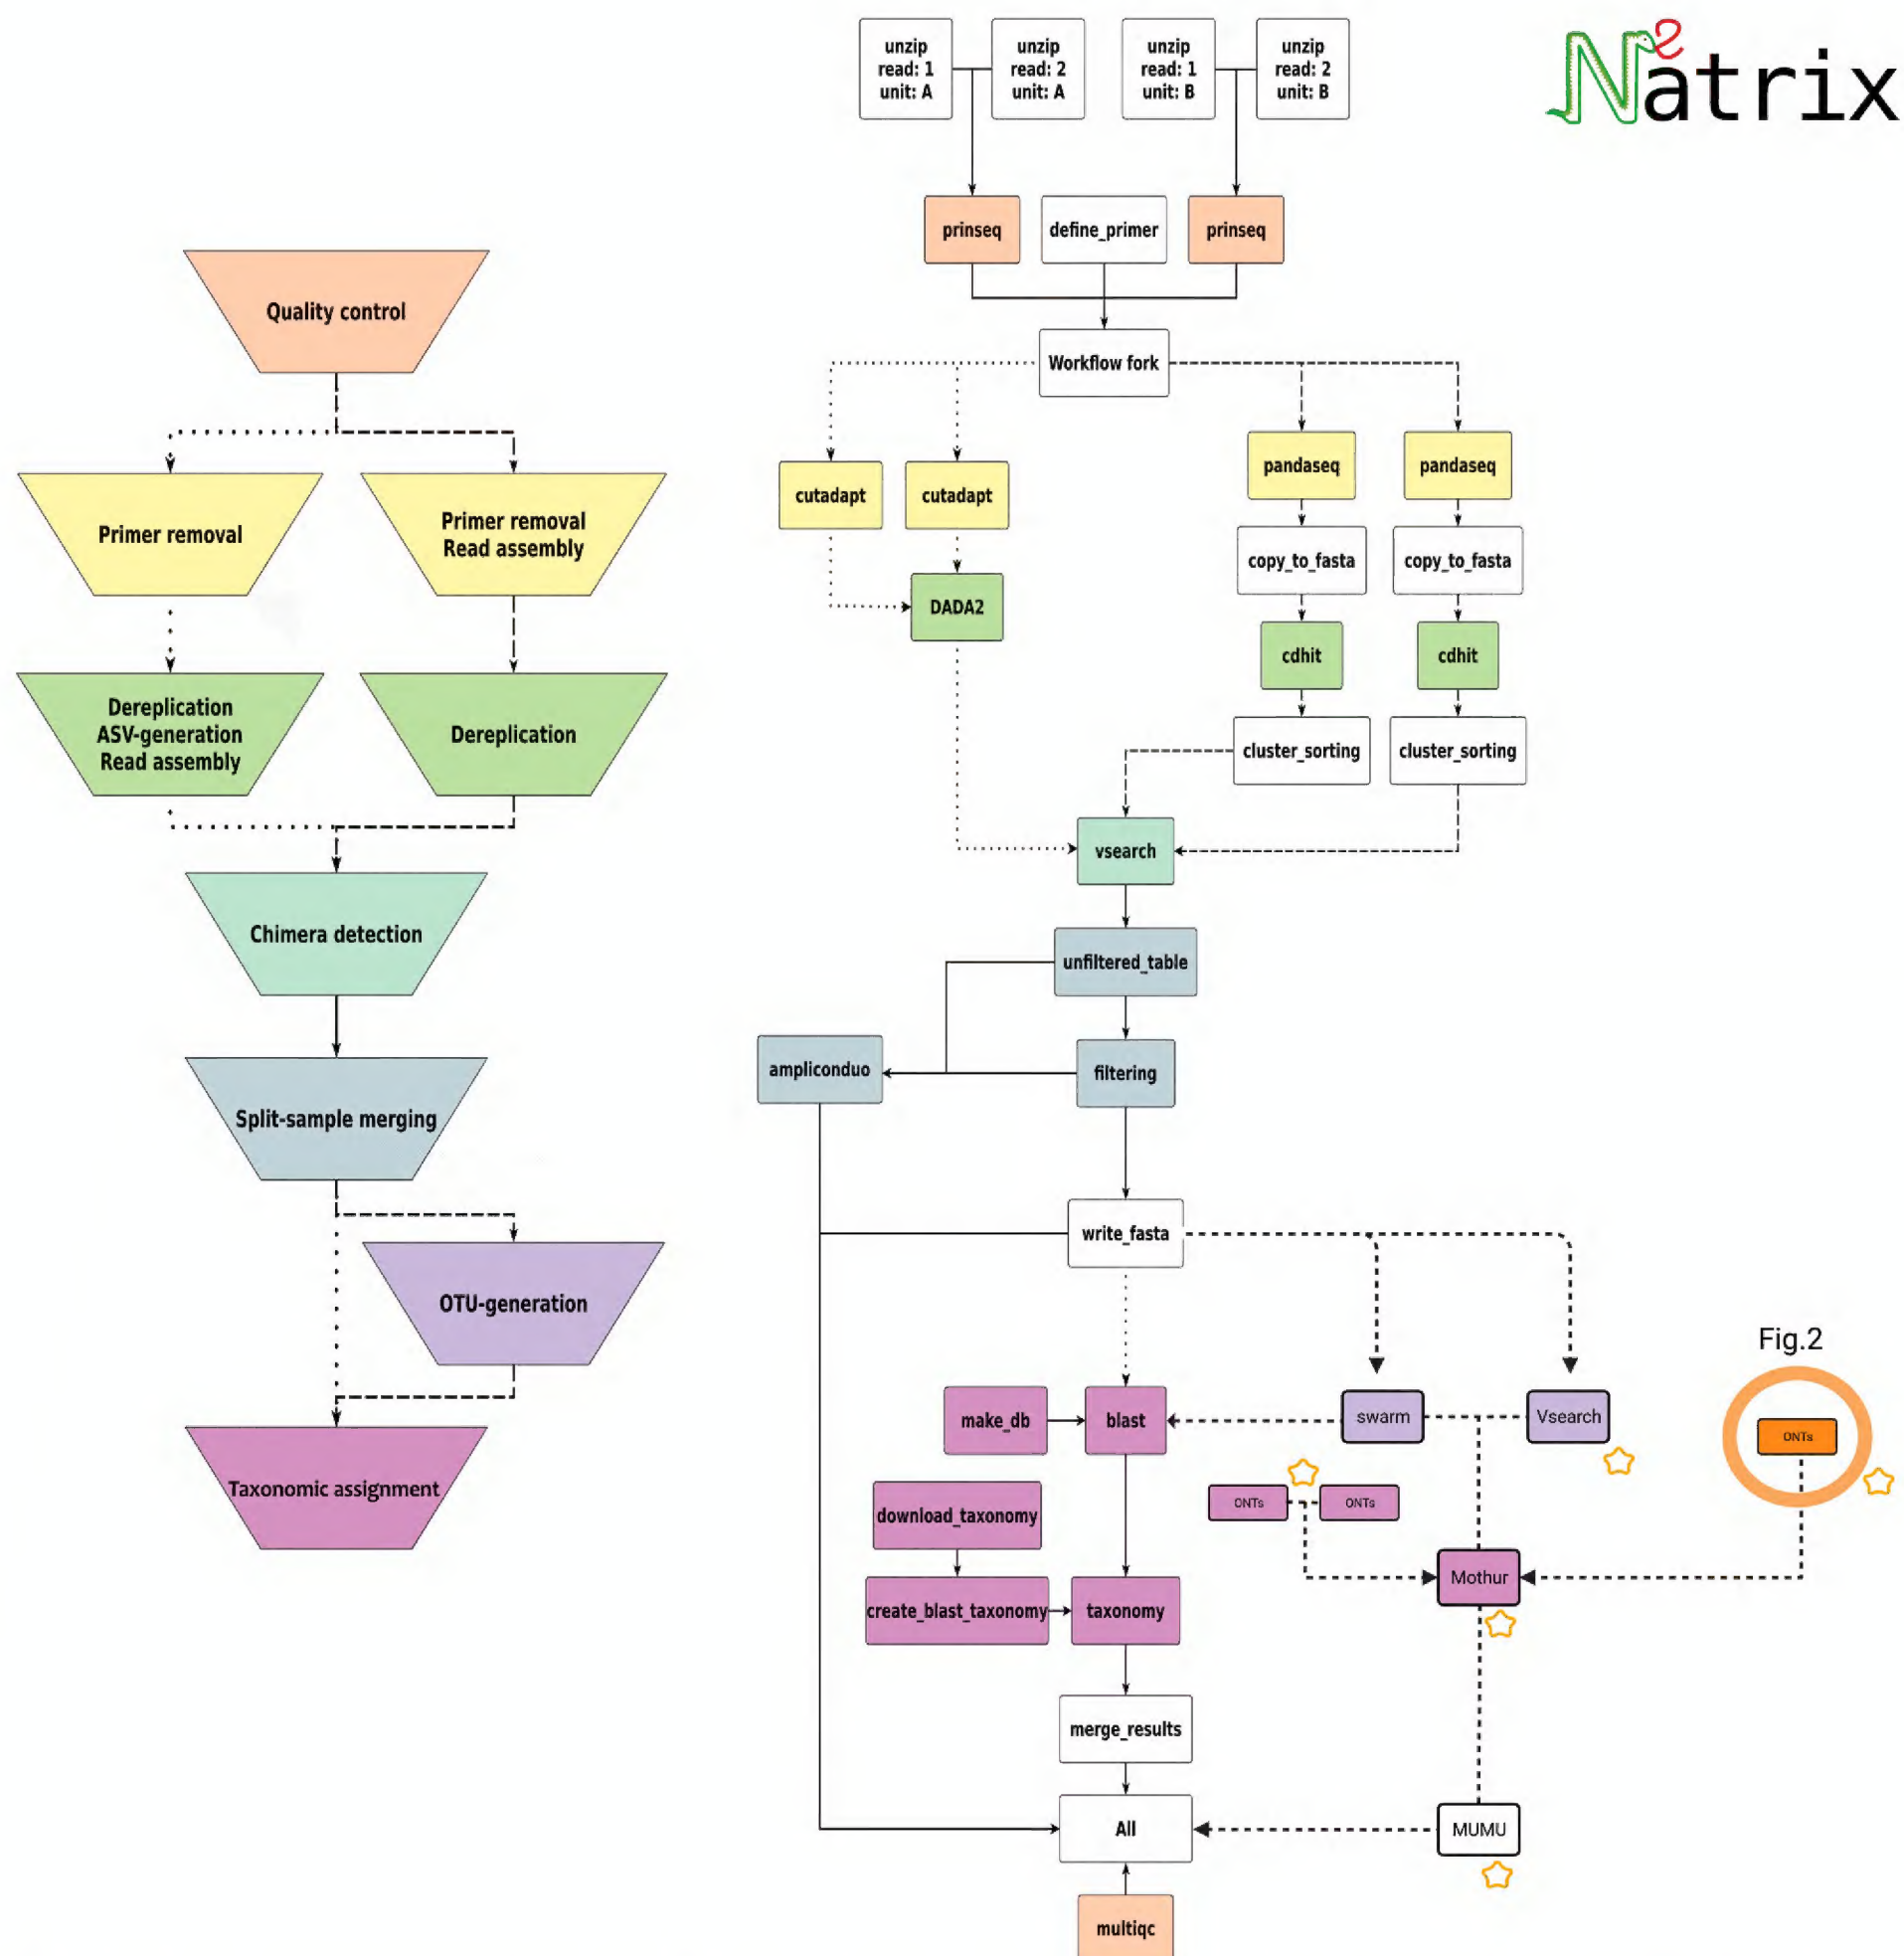 unzip
read: 1
unit: A
unzip
read: 2
unit: A
unzip
read: 1
unit: B
unzip
read: 2
unit: B
Natrix
2
prinseq
define_primer
prinseq
Workflow fork
Quality control
Primer removal
Primer removal
Read assembly
Dereplication
ASV-generation
Read assembly
Dereplication
Chimera detection
Split-sample merging
OTU-generation
Taxonomic assignment
cutadapt
cutadapt
pandaseq
pandaseq
copy_to_fasta
copy_to_fasta
DADA2
cdhit
cdhit
cluster_sorting
cluster_sorting
vsearch
unfiltered_table
ampliconduo
filtering
write_fasta
Fig.2
make_db
blast
swarm
Vsearch
ONTs
download_taxonomy
ONTs
ONTs
create_blast_taxonomy
taxonomy
Mothur
merge_results
All
MUMU
multiqc